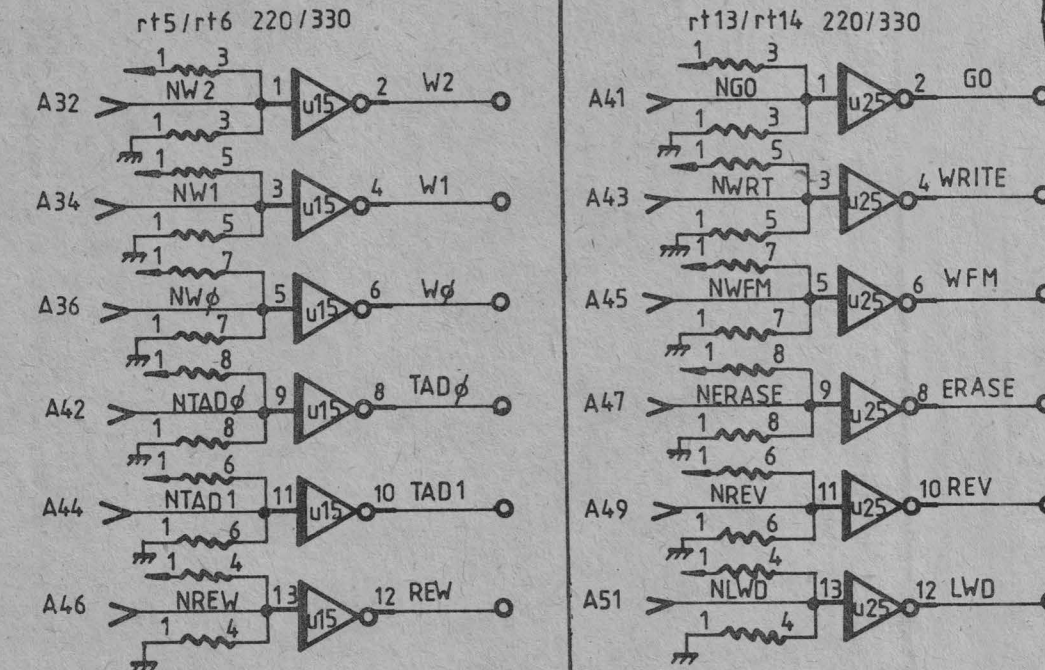 rt5/rt6 220/330
1 3
A32 NW2 1 u15 2 W2
1 3
1 5
A34 NW1 3 u15 4 W1
1 5
1 7
A36 NWφ 5 u15 6 Wφ
1 7
1 8
A42 NTADφ 9 u15 8 TADφ
1 8
1 6
A44 NTAD1 11 u15 10 TAD1
1 6
1 4
A46 NREW 13 u15 12 REW
1 4
rt13/rt14 220/330
1 3
A41 NGO 1 u25 2 GO
1 3
1 5
A43 NWRT 3 u25 4 WRITE
1 5
1 7
A45 NWFM 5 u25 6 WFM
1 7
1 8
A47 NERASE 9 u25 8 ERASE
1 8
1 6
A49 NREV 11 u25 10 REV
1 6
1 4
A51 NLWD 13 u25 12 LWD
1 4